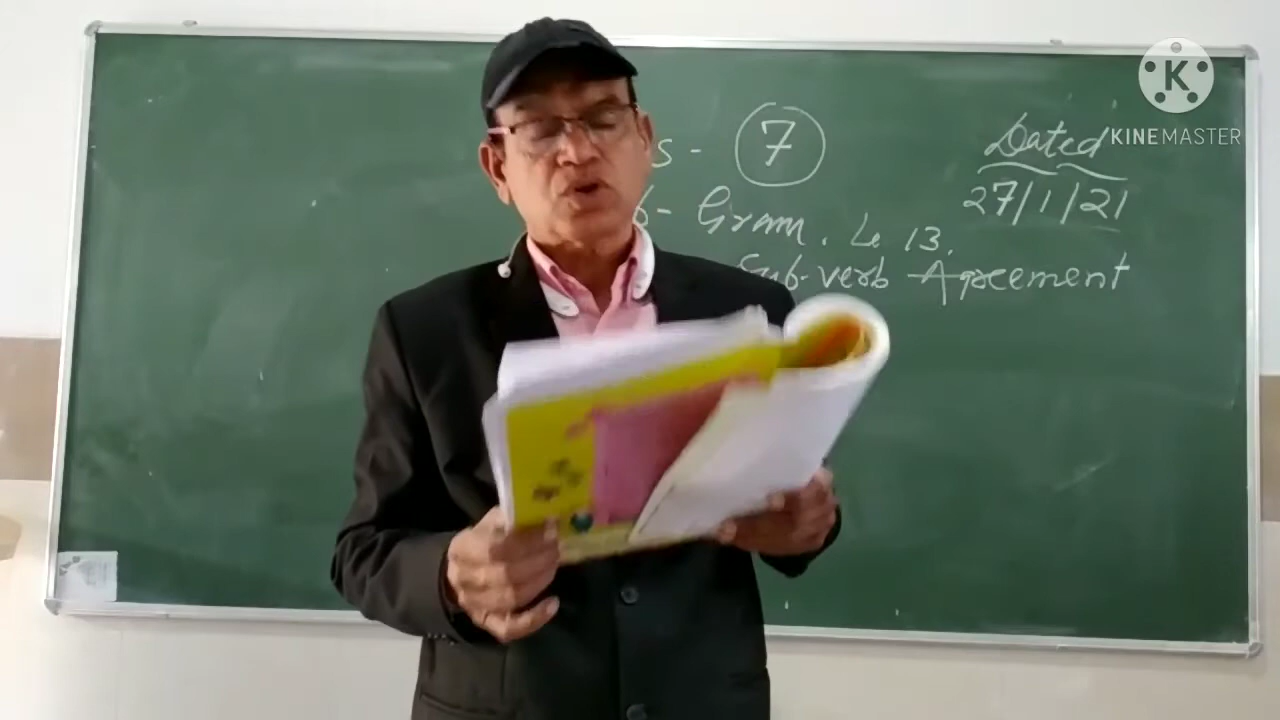 s - 7
Dated
27/1/21
- Gram. Le 13.
Sub-verb Agreement
K
KINEMASTER